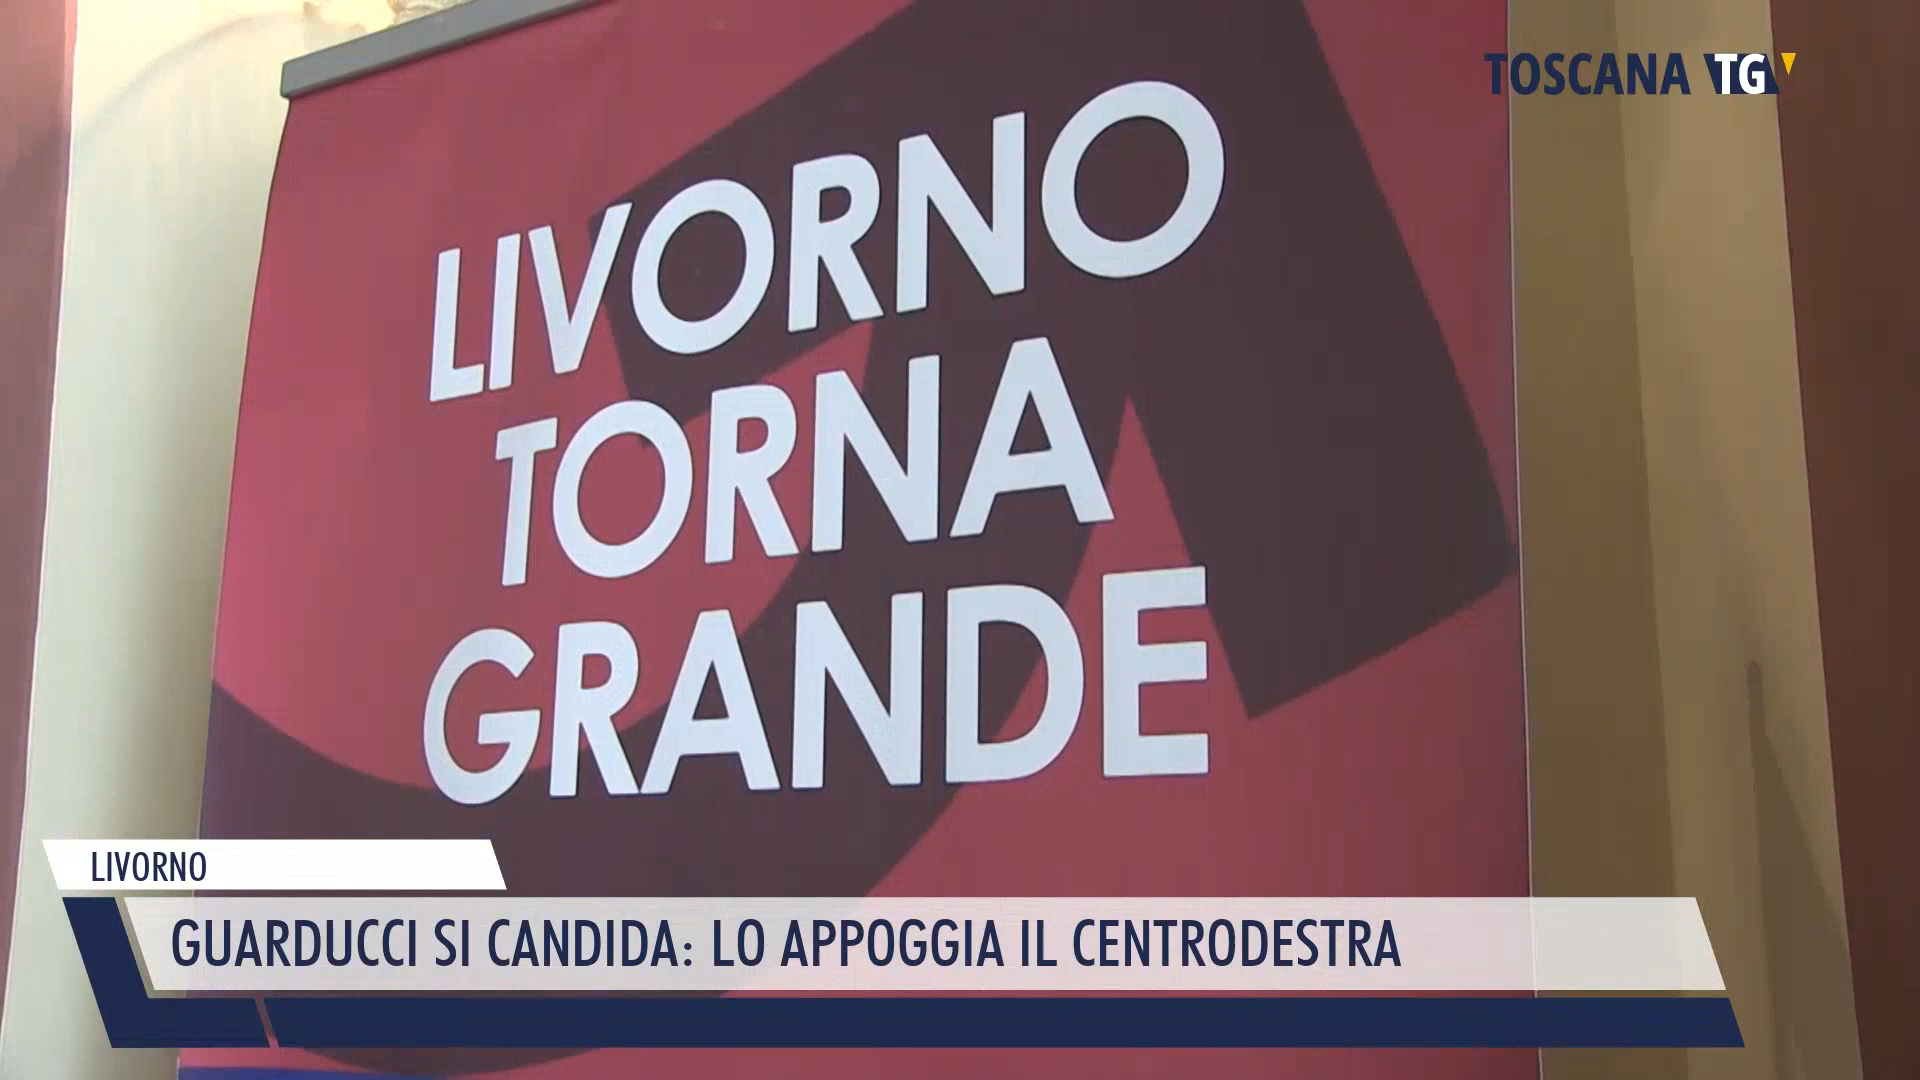 TOSCANA TG
LIVORNO
TORNA
GRANDE
LIVORNO
GUARDUCCI SI CANDIDA: LO APPOGGIA IL CENTRODESTRA